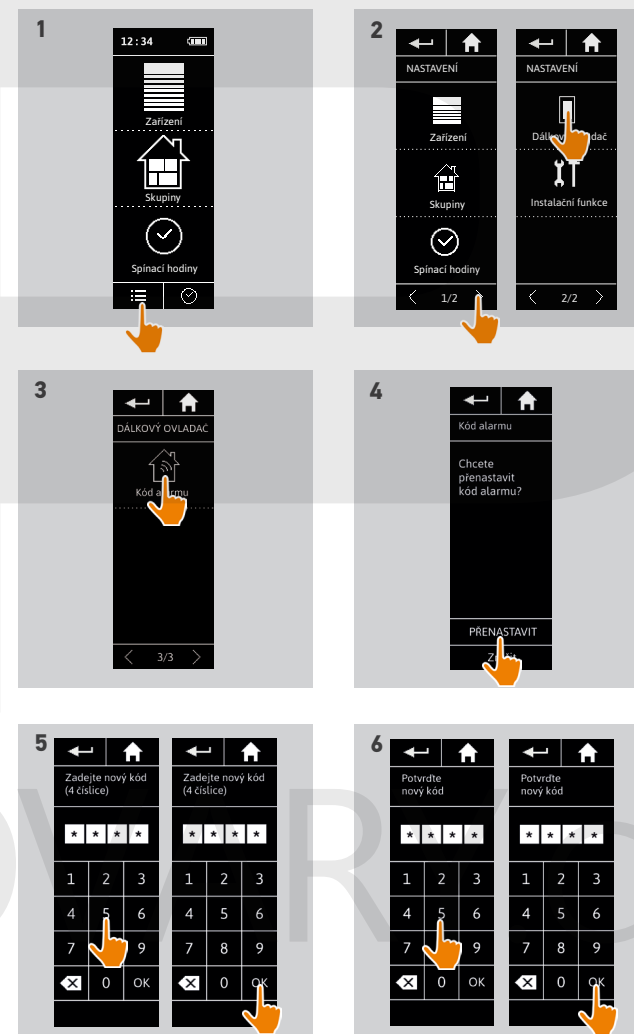 1
12:34
Zařízení
Skupiny
Spínací hodiny
2
NASTAVENÍ
Zařízení
Skupiny
Spínací hodiny
1/2
NASTAVENÍ
Instalační funkce
2/2
3
DÁLKOVÝ OVLADAČ
Kód alarmu
3/3
4
Kód alarmu
Chcete
přenastavit
kód alarmu?
PŘENASTAVIT
5
Zadejte nový kód
(4 číslice)
* * * *
1 2 3
4 5 6
7 9
0 OK
Zadejte nový kód
(4 číslice)
* * * *
1 2 3
4 5 6
7 8 9
0 OK
6
Potvrďte
nový kód
* * * *
1 2 3
4 5 6
7 9
0 OK
Potvrďte
nový kód
* * * *
1 2 3
4 5 6
7 8 9
0 OK